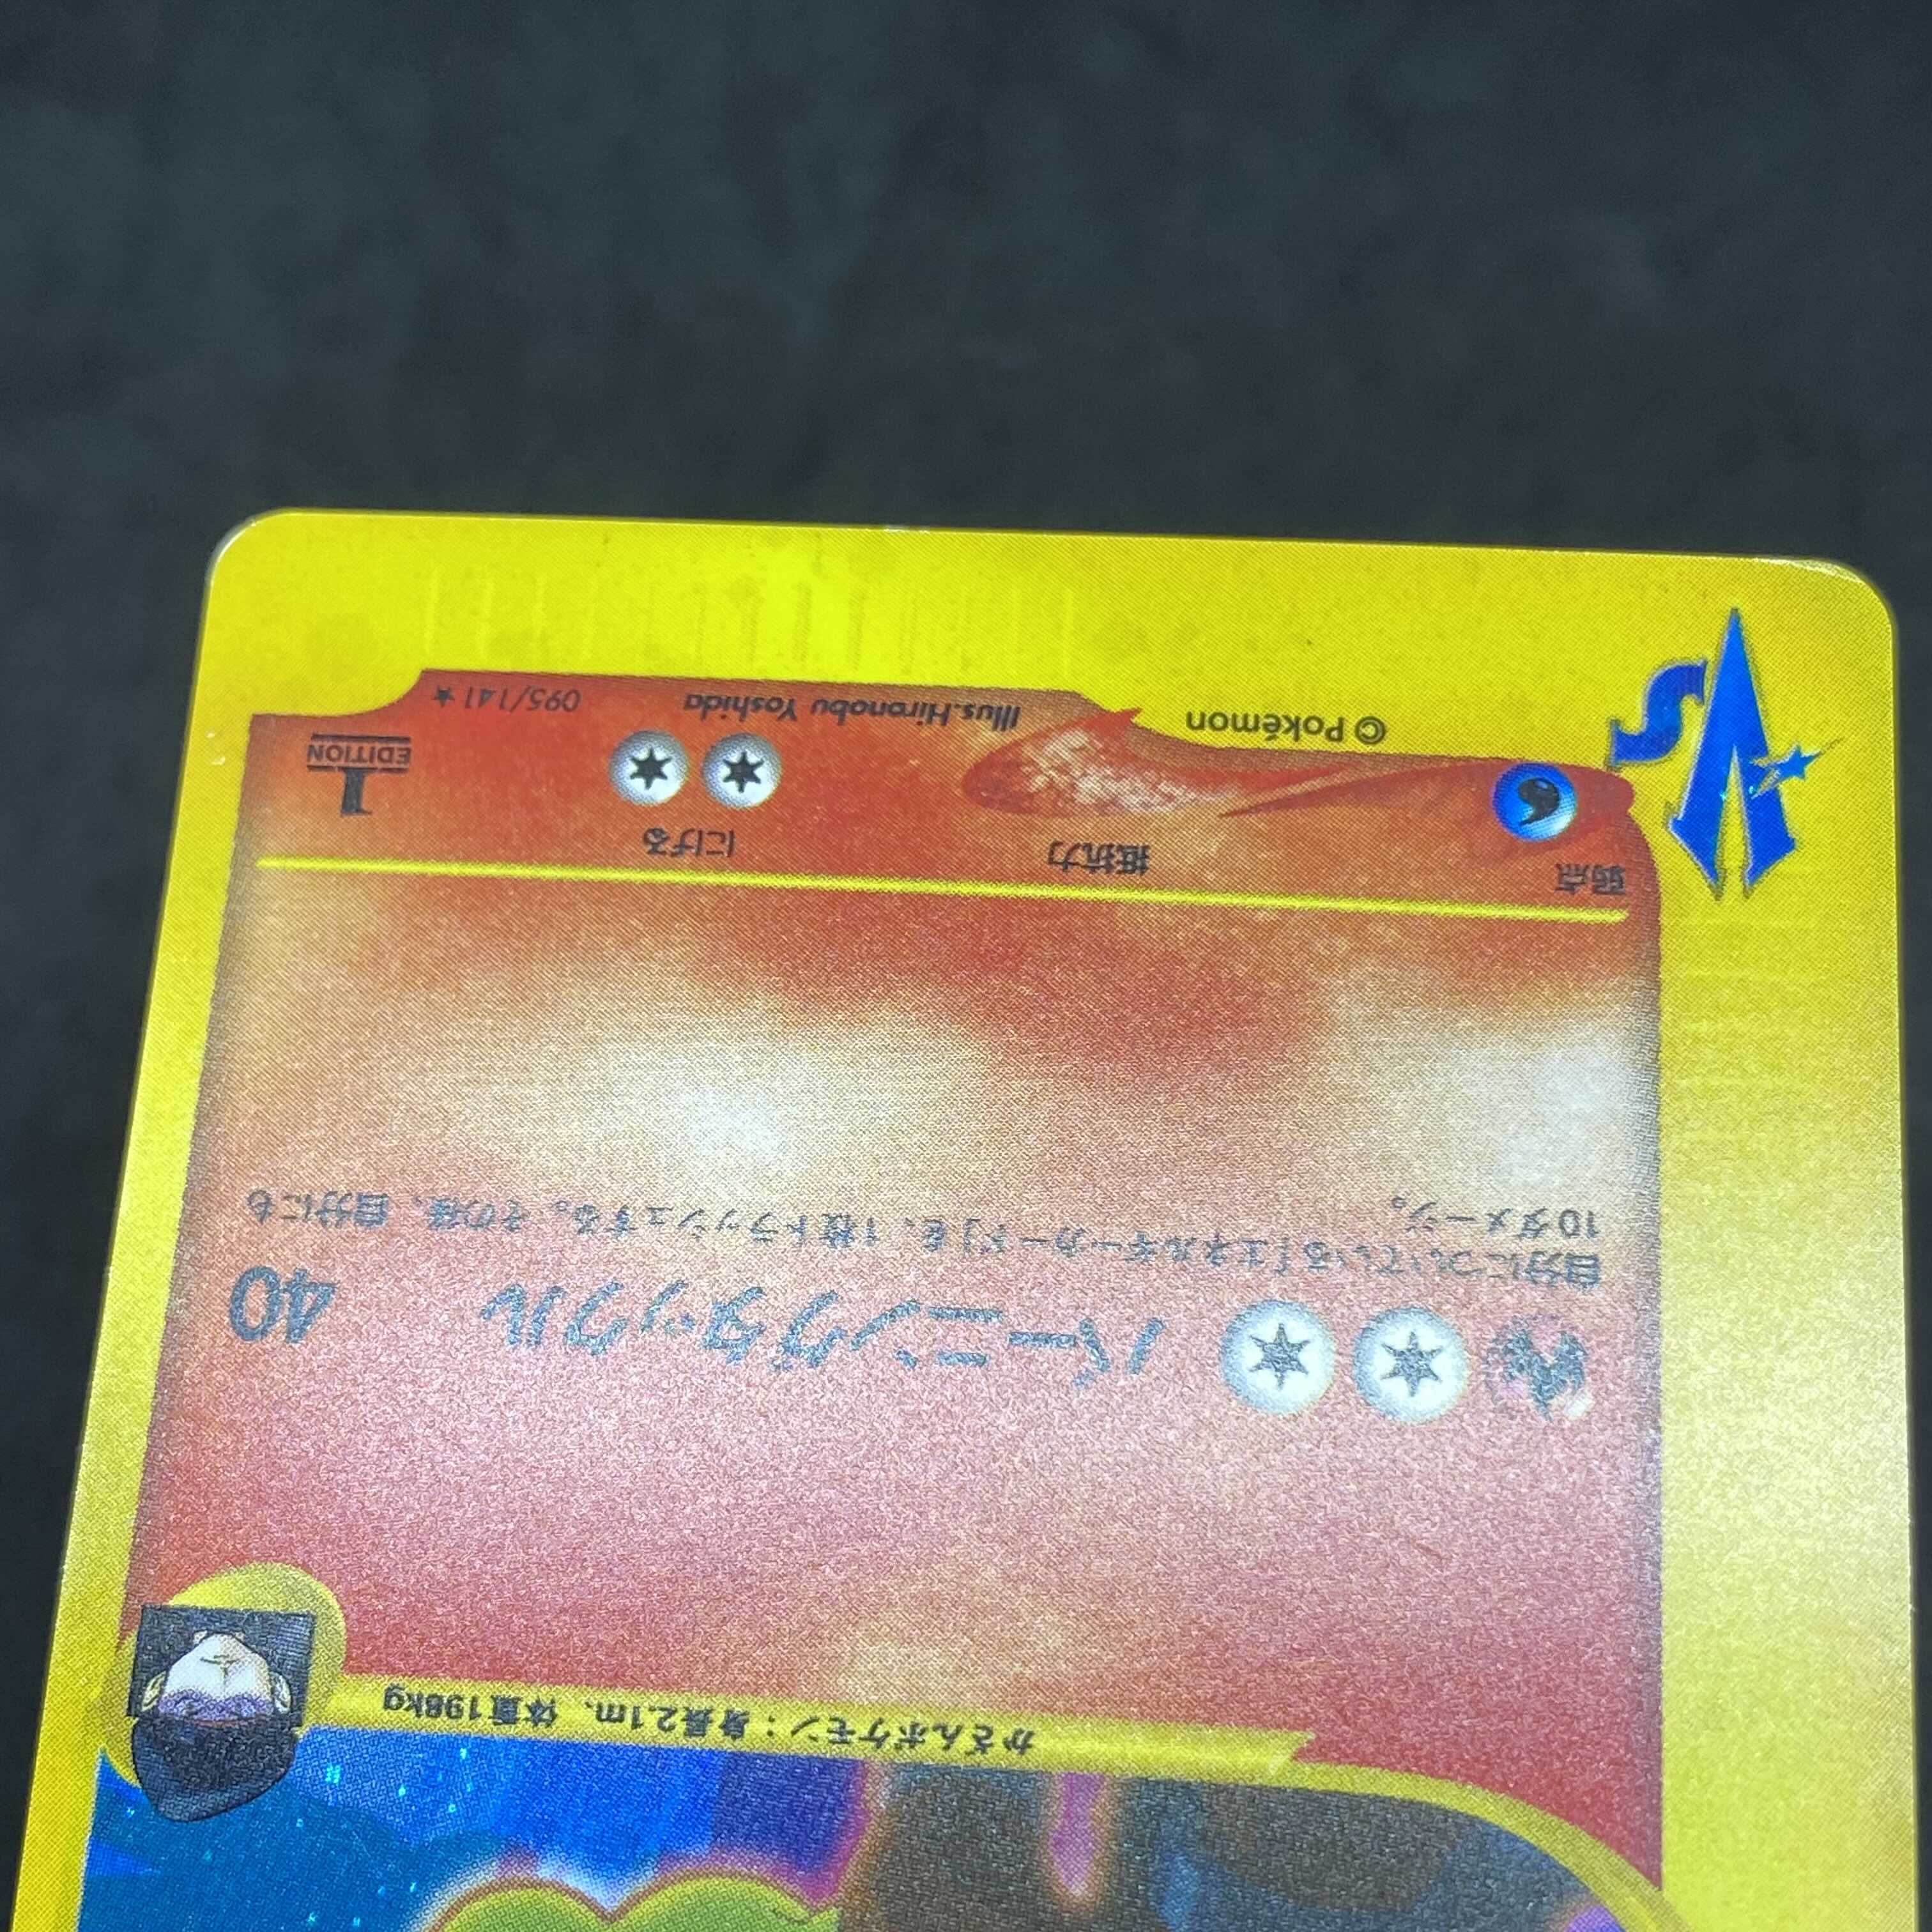 かざんポケモン：身長2.1m、体重198kg
バーニングタックル 40
自分についている「エネルギーカード」を、1枚トラッシュする。その後、自分にも
10ダメージ。
弱点 抵抗力 にげる
1
EDITION
©Pokémon Illus.Hironobu Yoshida 095/141★
VS